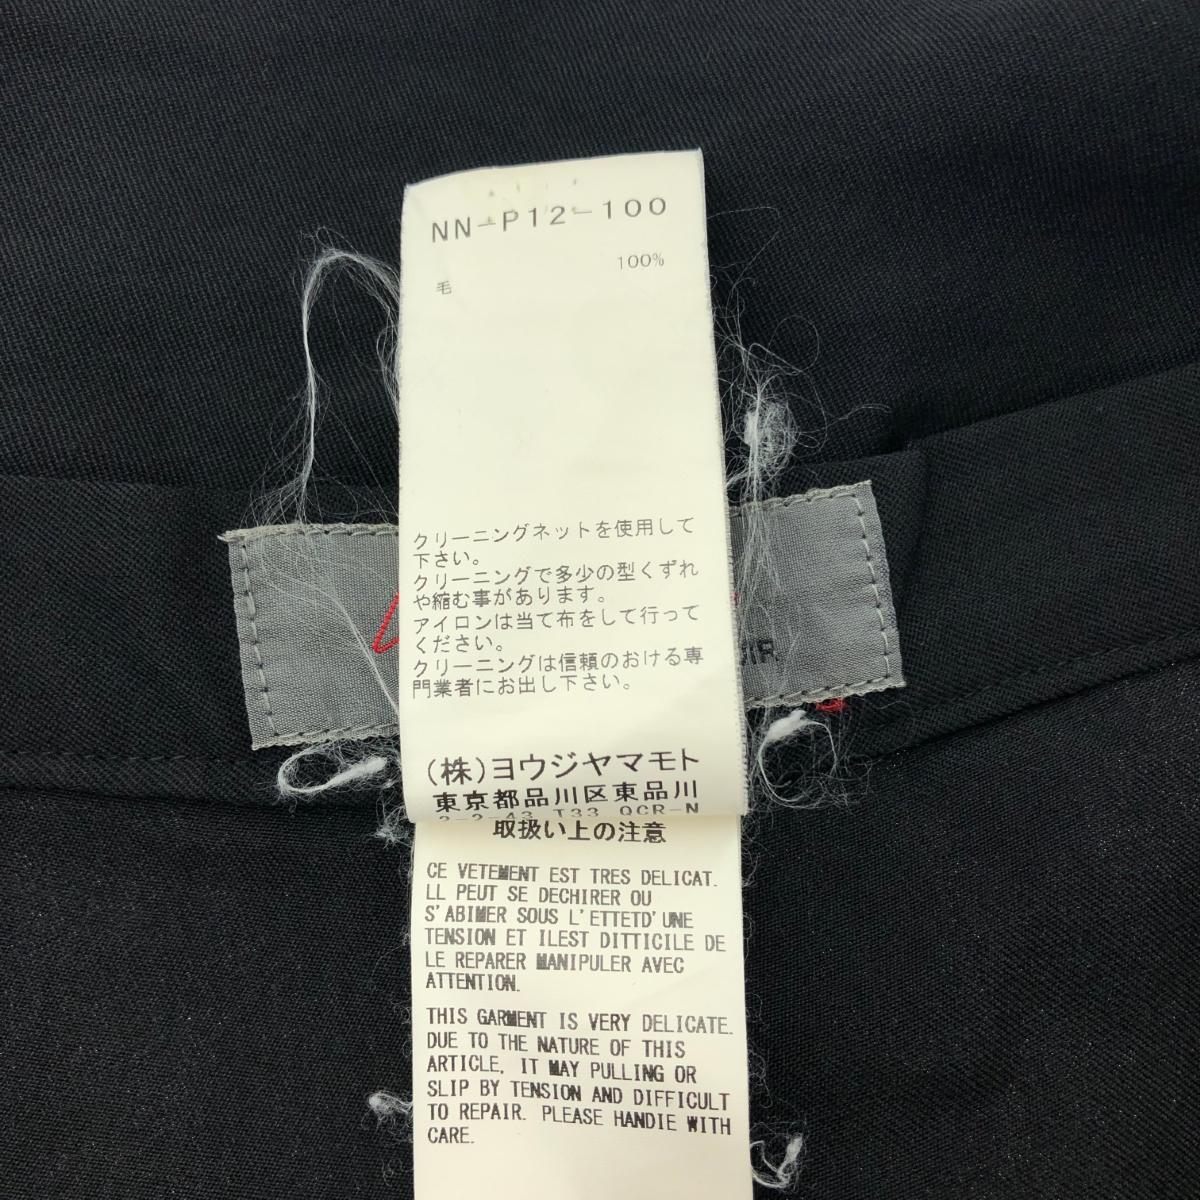 NN-P12-100
100%
毛
クリーニングネットを使用して
下さい。
クリーニングで多少の型くずれ
や縮む事があります。
アイロンは当て布をして行って
ください。
クリーニングは信頼のおける専
門業者にお出し下さい。
(株)ヨウジヤマモト
東京都品川区東品川
2-2-43 T33 QCR-N
取扱い上の注意
CE VETEMENT EST TRES DELICAT.
LL PEUT SE DECHIRER OU
S'ABIMER SOUS L'ETTETD'UNE
TENSION ET ILEST DITTICILE DE
LE REPARER MANIPULER AVEC
ATTENTION.
THIS GARMENT IS VERY DELICATE.
DUE TO THE NATURE OF THIS
ARTICLE, IT MAY PULLING OR
SLIP BY TENSION AND DIFFICULT
TO REPAIR. PLEASE HANDIE WITH
CARE.